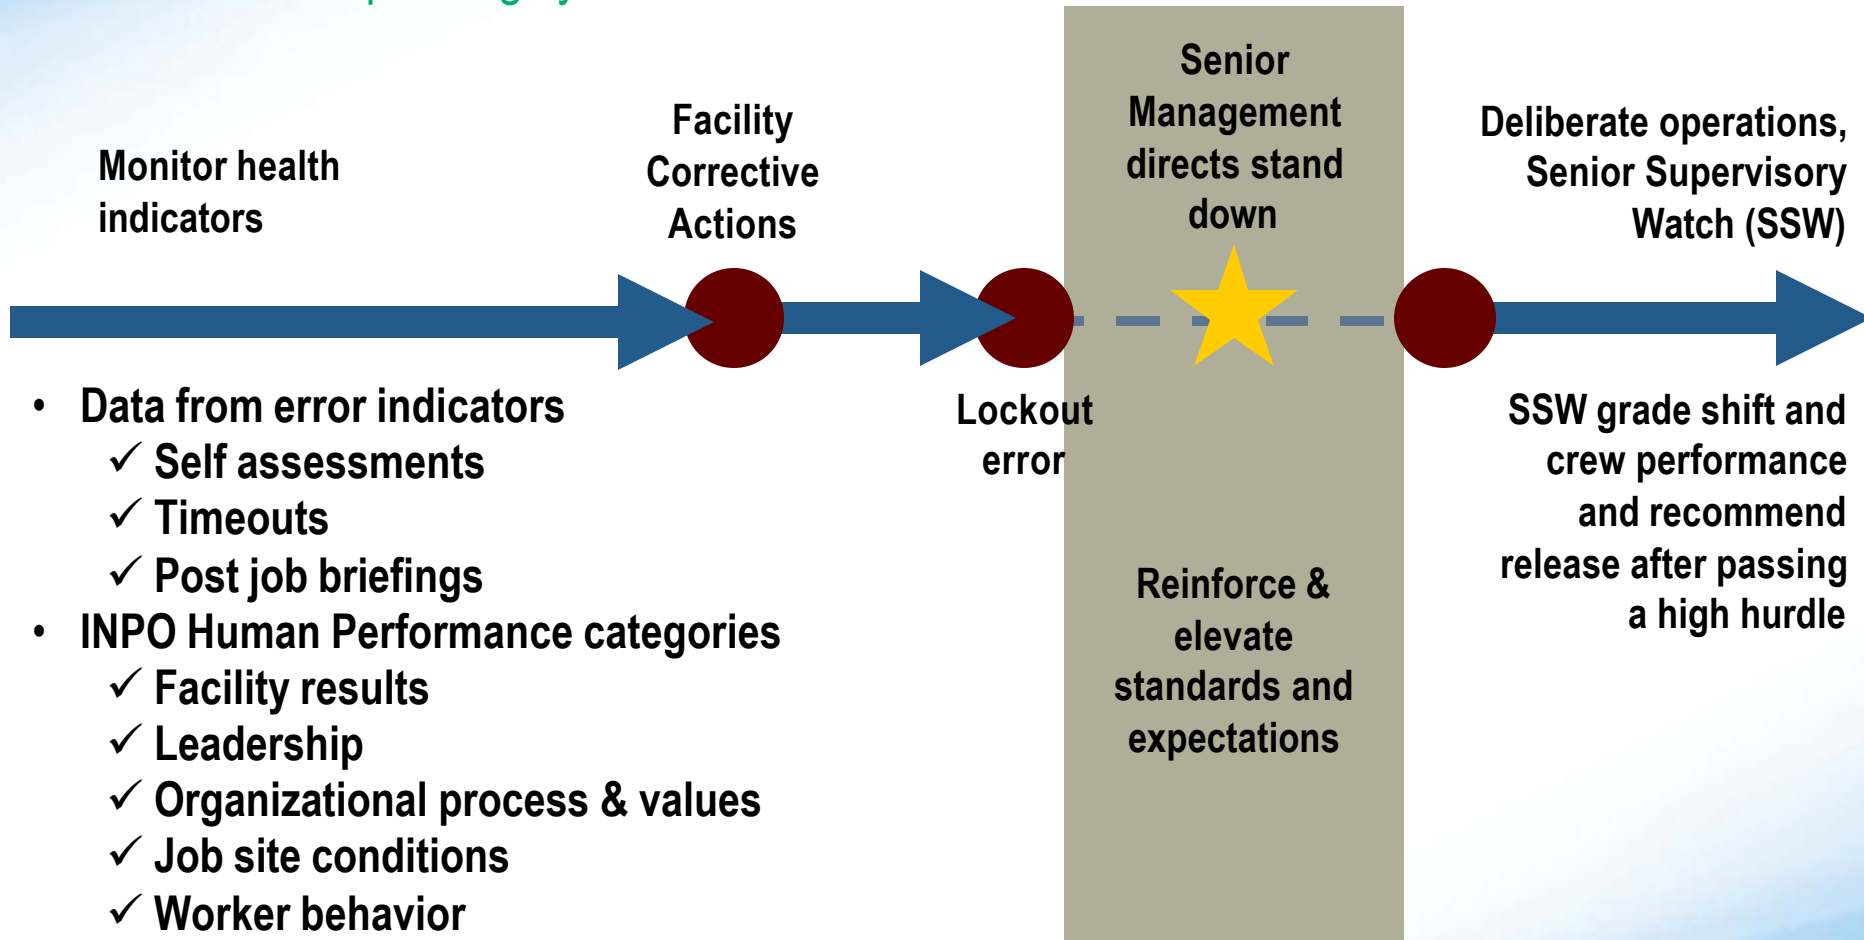 Monitor health
indicators
Facility
Corrective
Actions
Senior
Management
directs stand
down
Deliberate operations,
Senior Supervisory
Watch (SSW)
• Data from error indicators
✓ Self assessments
✓ Timeouts
✓ Post job briefings
• INPO Human Performance categories
✓ Facility results
✓ Leadership
✓ Organizational process & values
✓ Job site conditions
✓ Worker behavior
Lockout
error
Reinforce &
elevate
standards and
expectations
SSW grade shift and
crew performance
and recommend
release after passing
a high hurdle